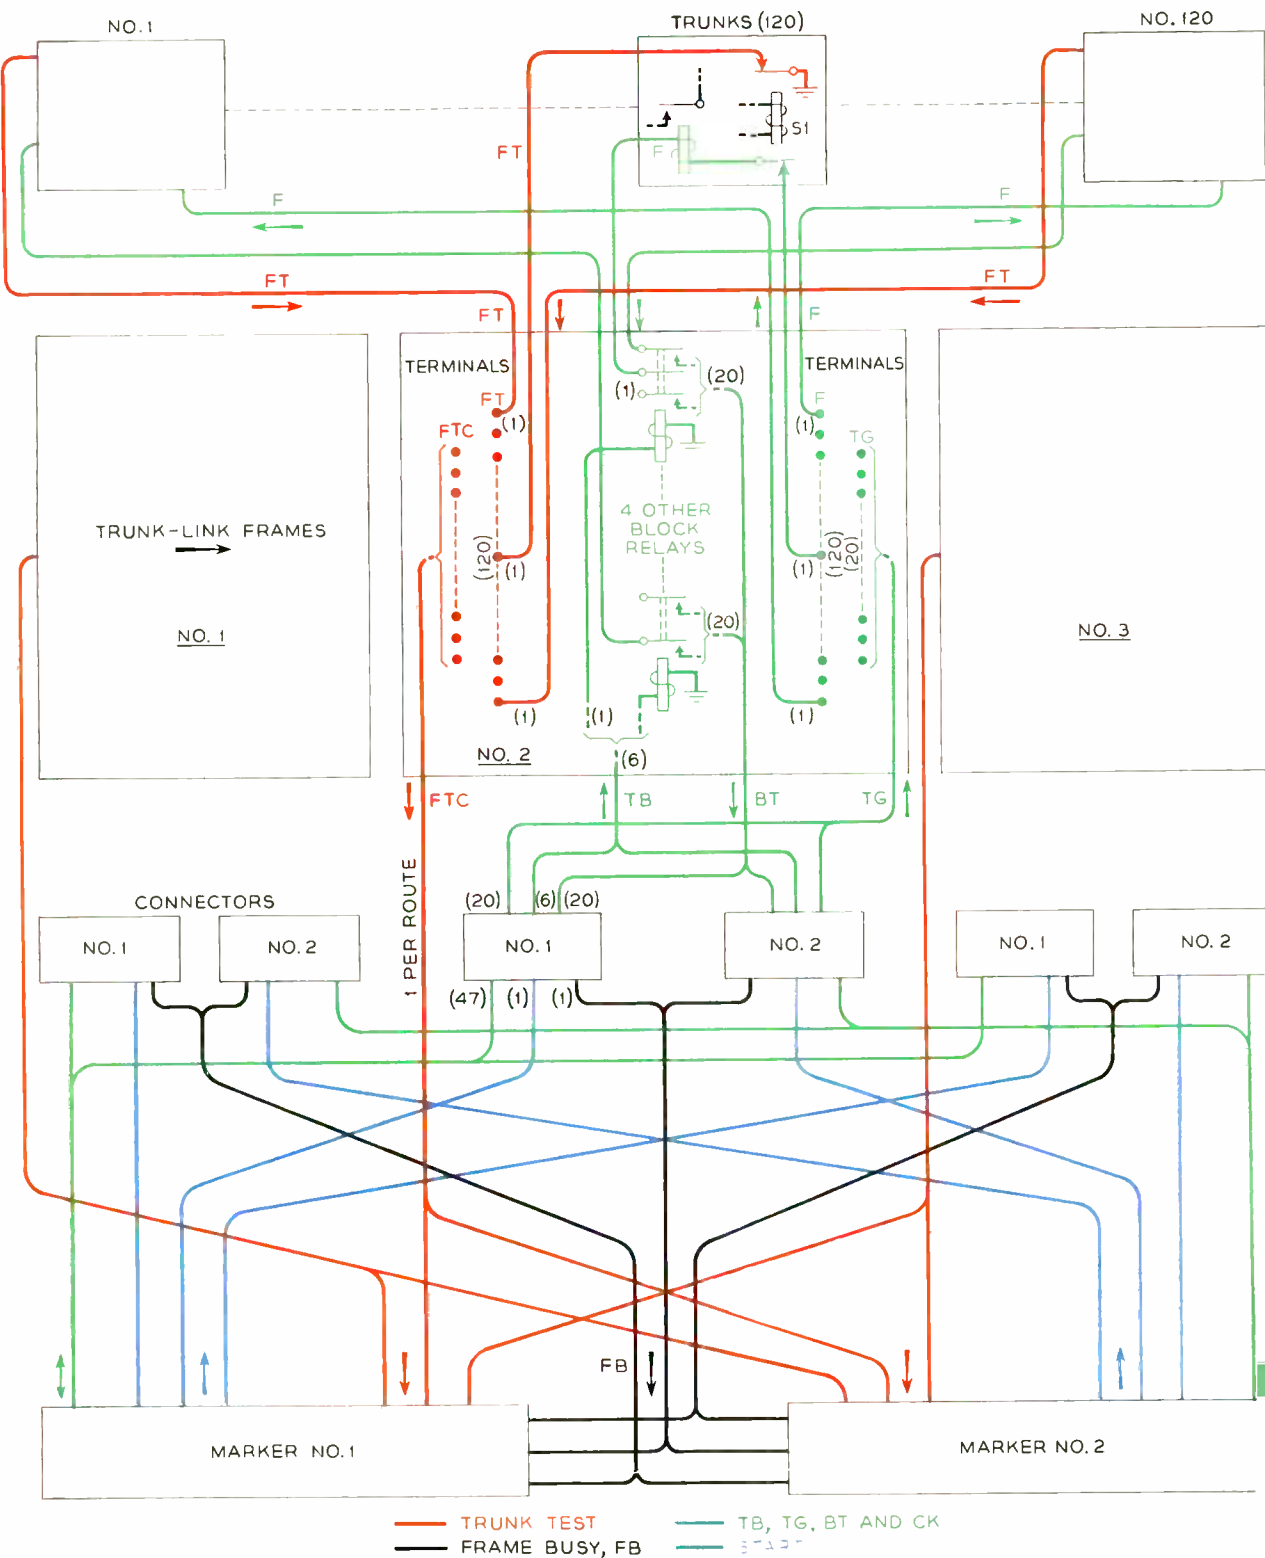 NO. 1
TRUNKS (120)
NO. 120
S1
F
FT
F
F
FT
FT
FT
F
TERMINALS
TERMINALS
(1)
(20)
FT
(1)
F
(1)
FTC
TG
4 OTHER
BLOCK
RELAYS
TRUNK-LINK FRAMES
(120)
(1)
(1)
(120)
(20)
NO. 1
(20)
NO. 3
(1)
(1)
(1)
NO. 2
(6)
FTC
TB
BT
TG
1 PER ROUTE
CONNECTORS
(20)
(6)
(20)
NO. 1
NO. 2
NO. 1
NO. 2
NO. 1
NO. 2
(47)
(1)
(1)
FB
MARKER NO. 1
MARKER NO. 2
TRUNK TEST
TB, TG, BT AND CK
FRAME BUSY, FB